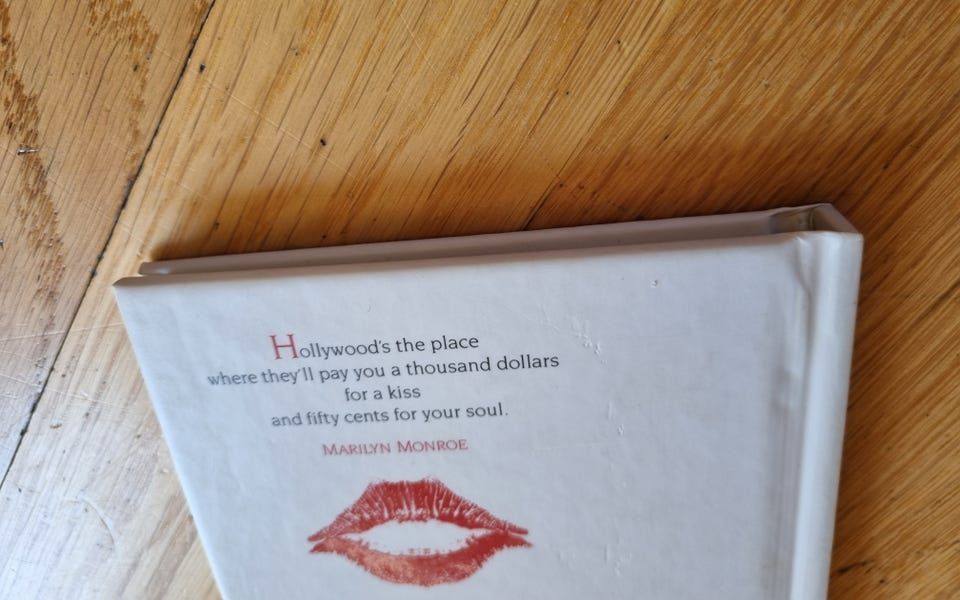 Hollywood's the place
where they'll pay you a thousand dollars
for a kiss
and fifty cents for your soul.
MARILYN MONROE